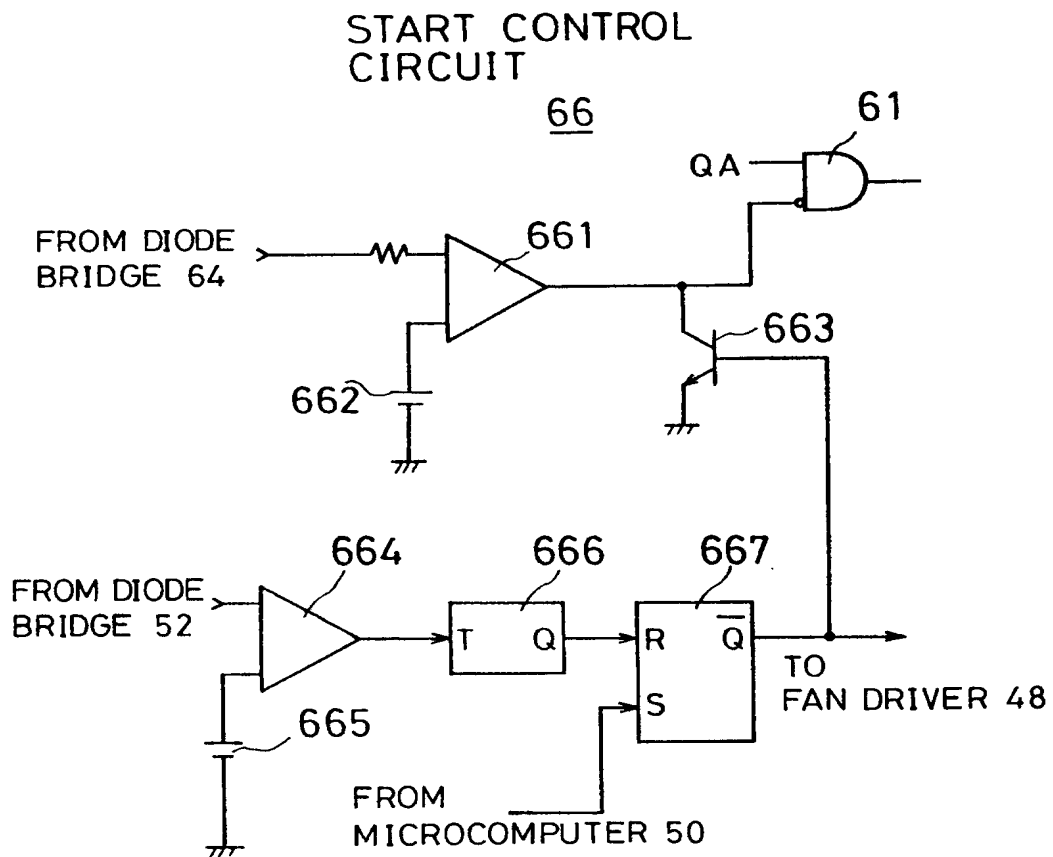 START CONTROL
CIRCUIT
66
61
QA
FROM DIODE
BRIDGE 64
661
663
662
664
666
667
FROM DIODE
BRIDGE 52
T
Q
R
Q̅
S
TO
FAN DRIVER 48
665
FROM
MICROCOMPUTER 50